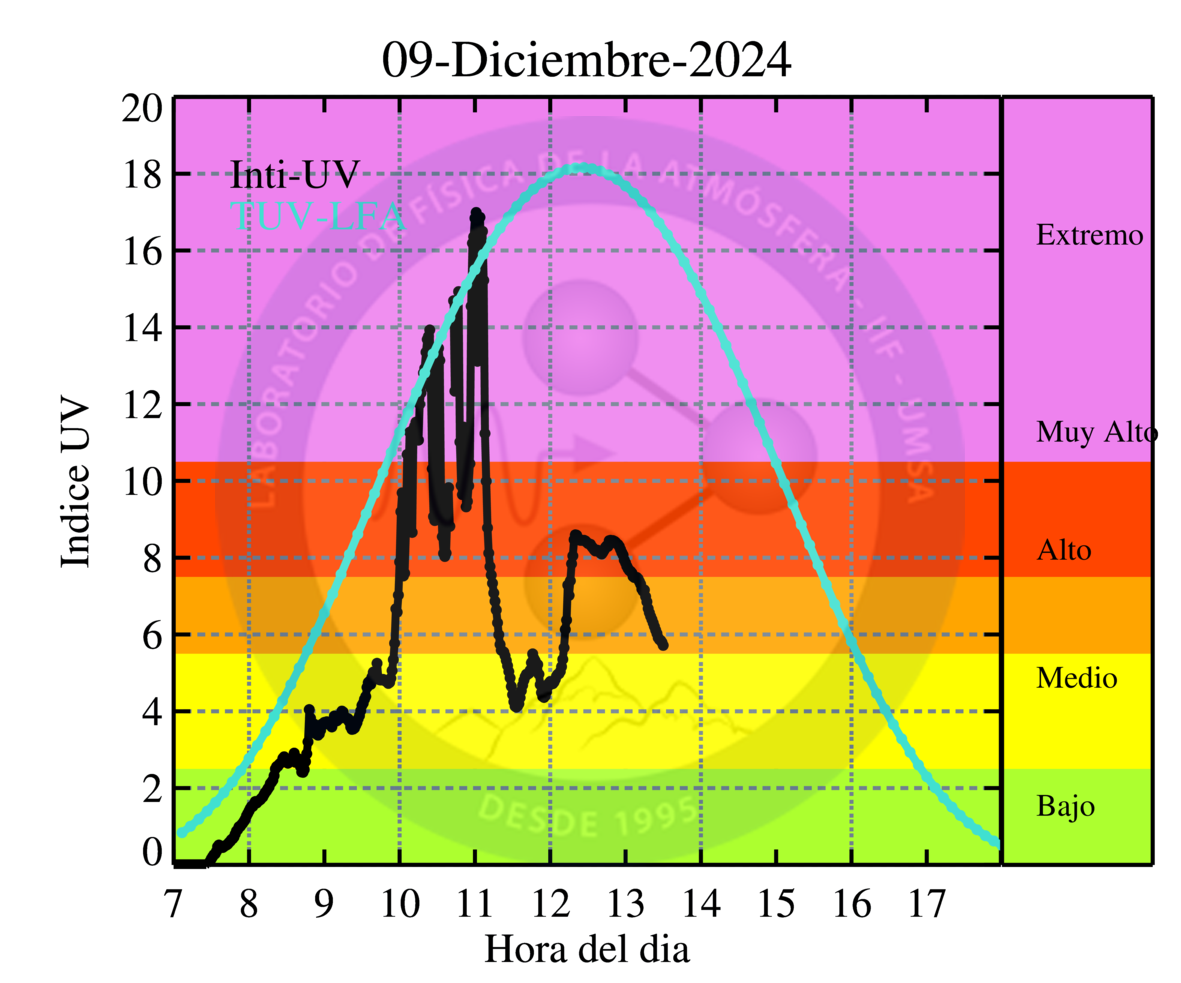 09-Diciembre-2024
20
18
16
14
12
10
8
6
4
2
0
Indice UV
Inti-UV
TUV-LFA
LABORATORIO DE FÍSICA DE LA ATMÓSFERA - IIF - UMSA
DESDE 1995
Extremo
Muy Alto
Alto
Medio
Bajo
7 8 9 10 11 12 13 14 15 16 17
Hora del dia